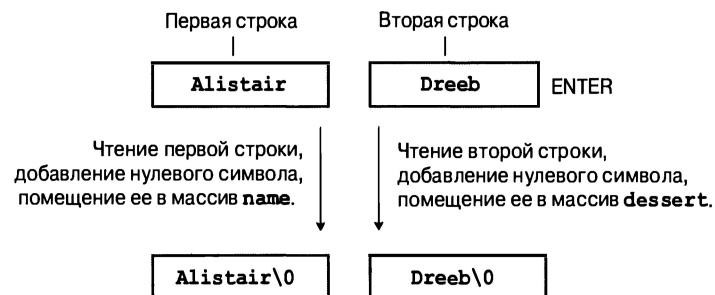 Первая строка
Вторая строка
Alistair
Dreeb
ENTER
Чтение первой строки,
добавление нулевого символа,
помещение ее в массив name.
Чтение второй строки,
добавление нулевого символа,
помещение ее в массив dessert.
Alistair\0
Dreeb\0